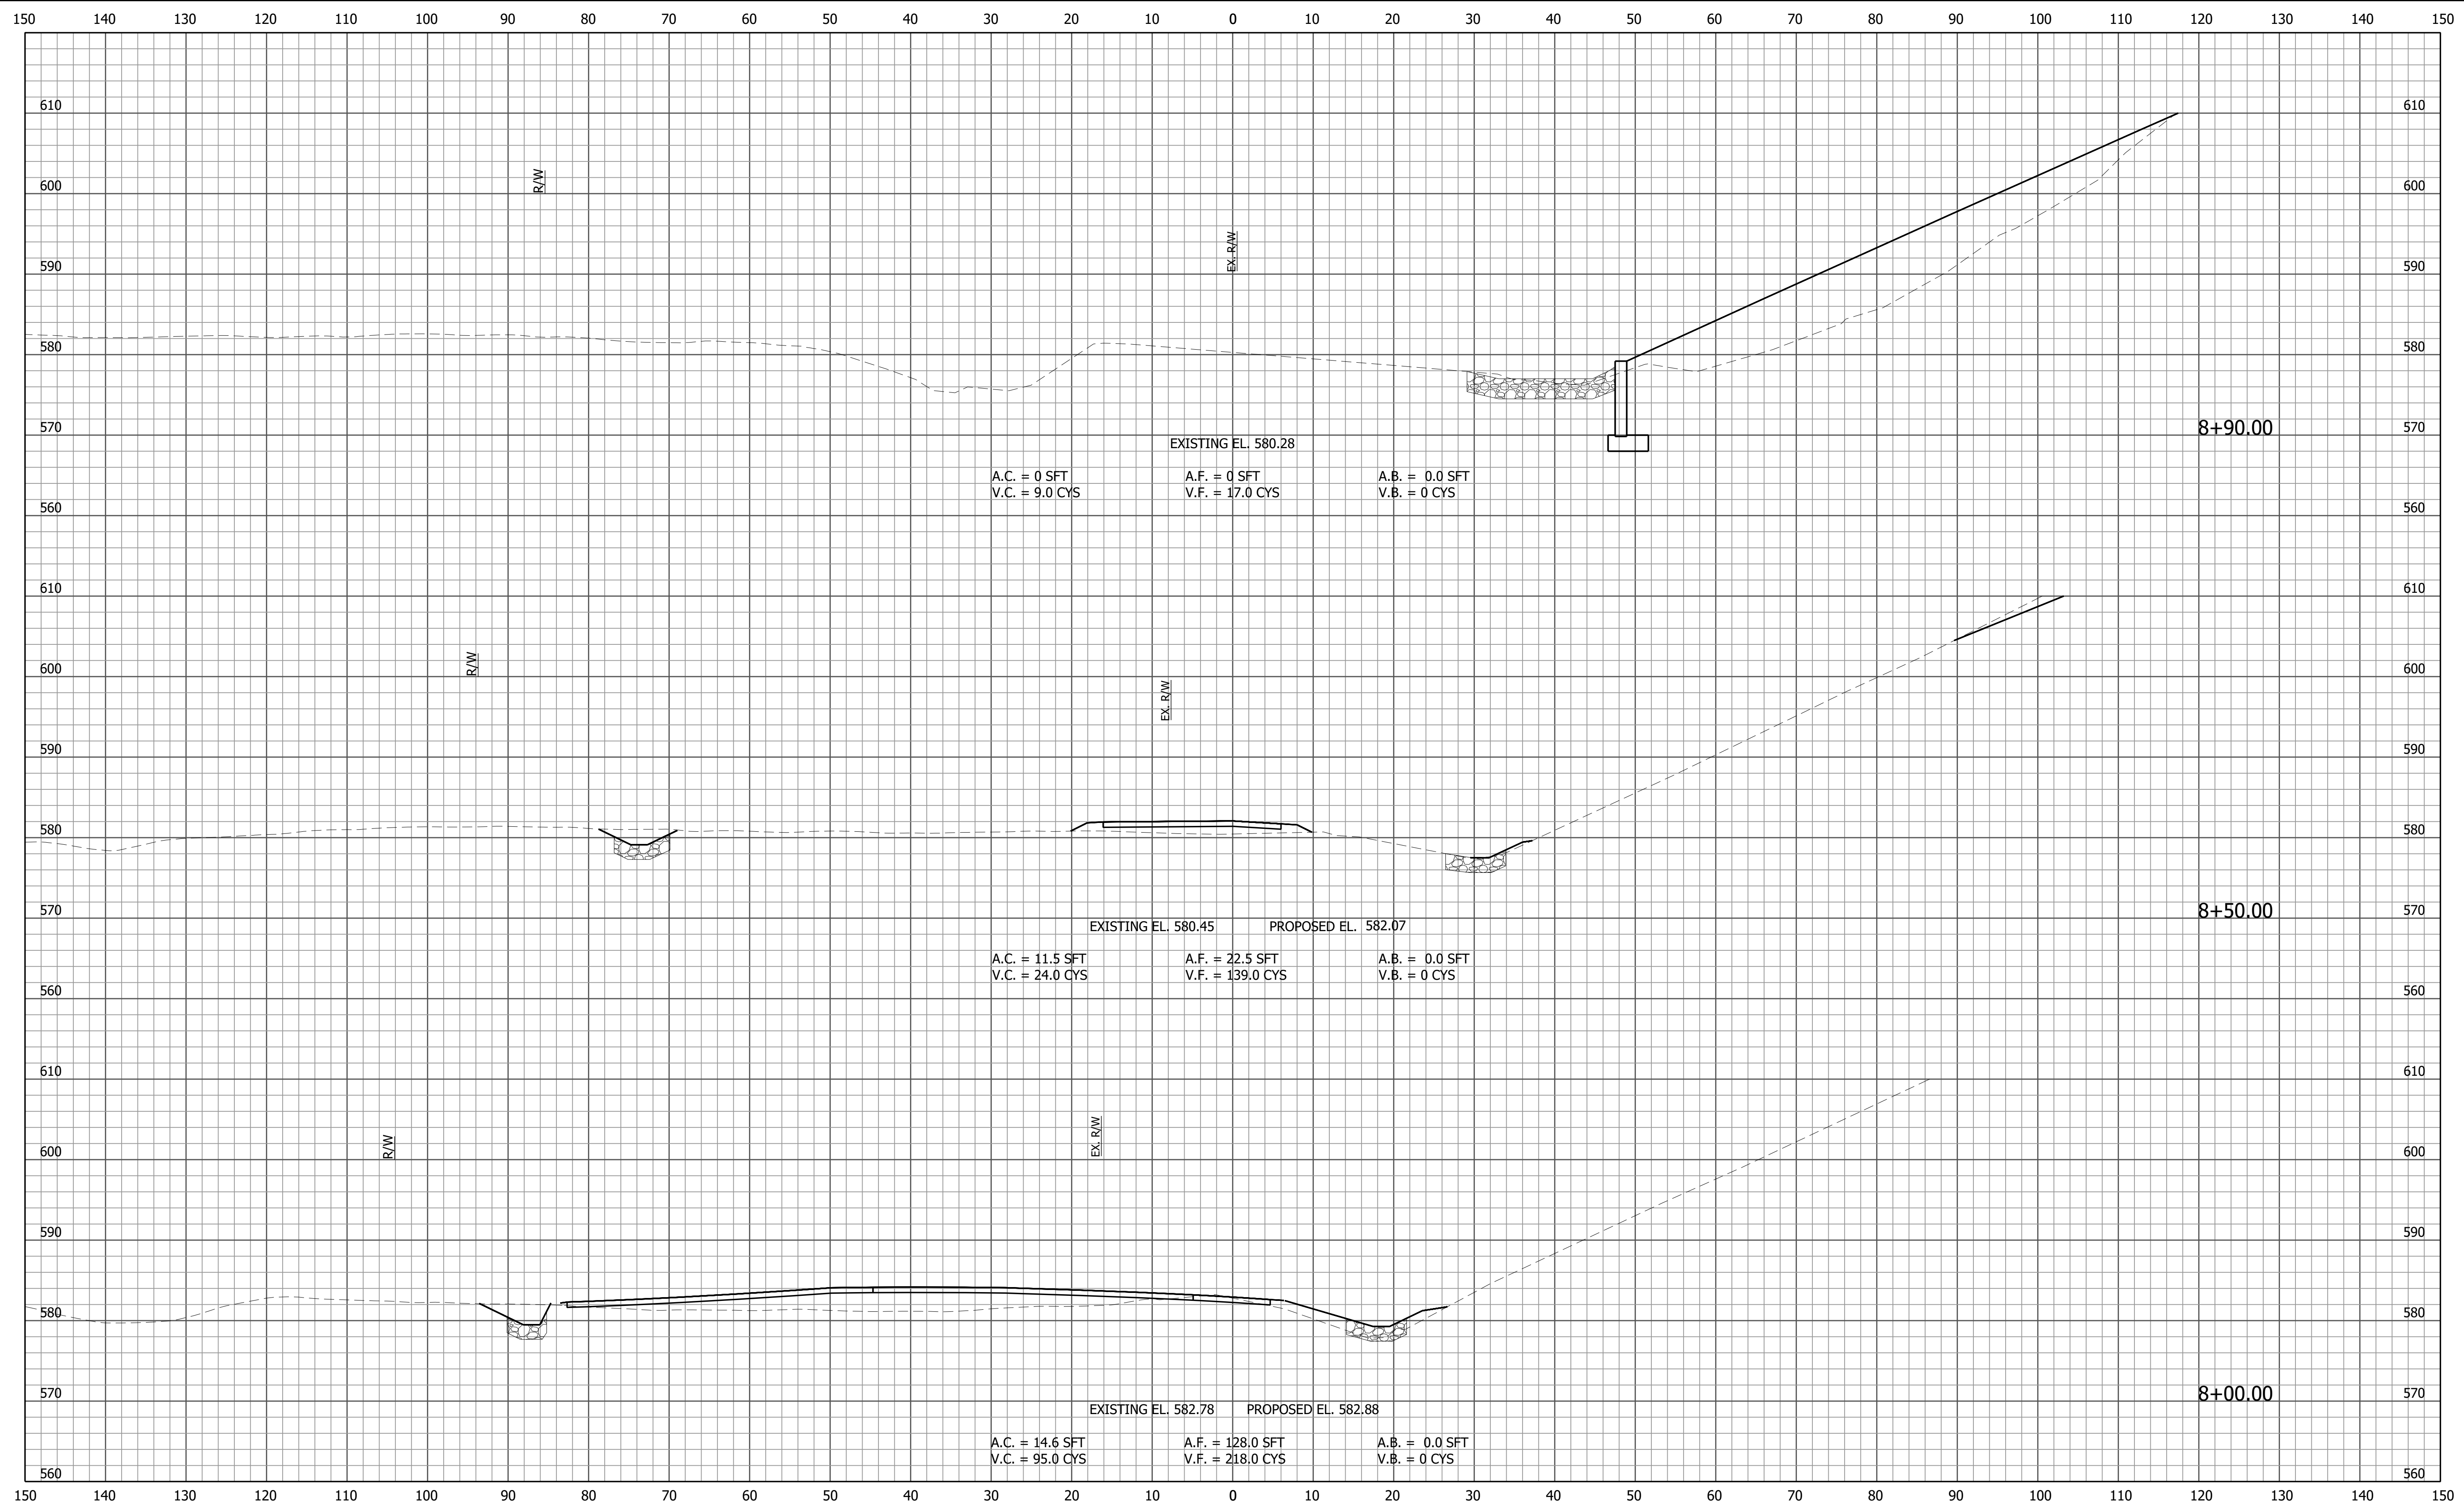 150 140 130 120 110 100 90 80 70 60 50 40 30 20 10 0 10 20 30 40 50 60 70 80 90 100 110 120 130 140 150
610 610
R/W
600 600
EX. R/W
590 590
580 580
570 8+90.00 570
EXISTING EL. 580.28
A.C. = 0 SFT A.F. = 0 SFT A.B. = 0.0 SFT
V.C. = 9.0 CYS V.F. = 17.0 CYS V.B. = 0 CYS
560 560
610 610
R/W
600 600
EX. R/W
590 590
580 580
570 8+50.00 570
EXISTING EL. 580.45 PROPOSED EL. 582.07
A.C. = 11.5 SFT A.F. = 22.5 SFT A.B. = 0.0 SFT
V.C. = 24.0 CYS V.F. = 139.0 CYS V.B. = 0 CYS
560 560
610 610
R/W EX. R/W
600 600
590 590
580 580
570 8+00.00 570
EXISTING EL. 582.78 PROPOSED EL. 582.88
A.C. = 14.6 SFT A.F. = 128.0 SFT A.B. = 0.0 SFT
V.C. = 95.0 CYS V.F. = 218.0 CYS V.B. = 0 CYS
560 560
150 140 130 120 110 100 90 80 70 60 50 40 30 20 10 0 10 20 30 40 50 60 70 80 90 100 110 120 130 140 150